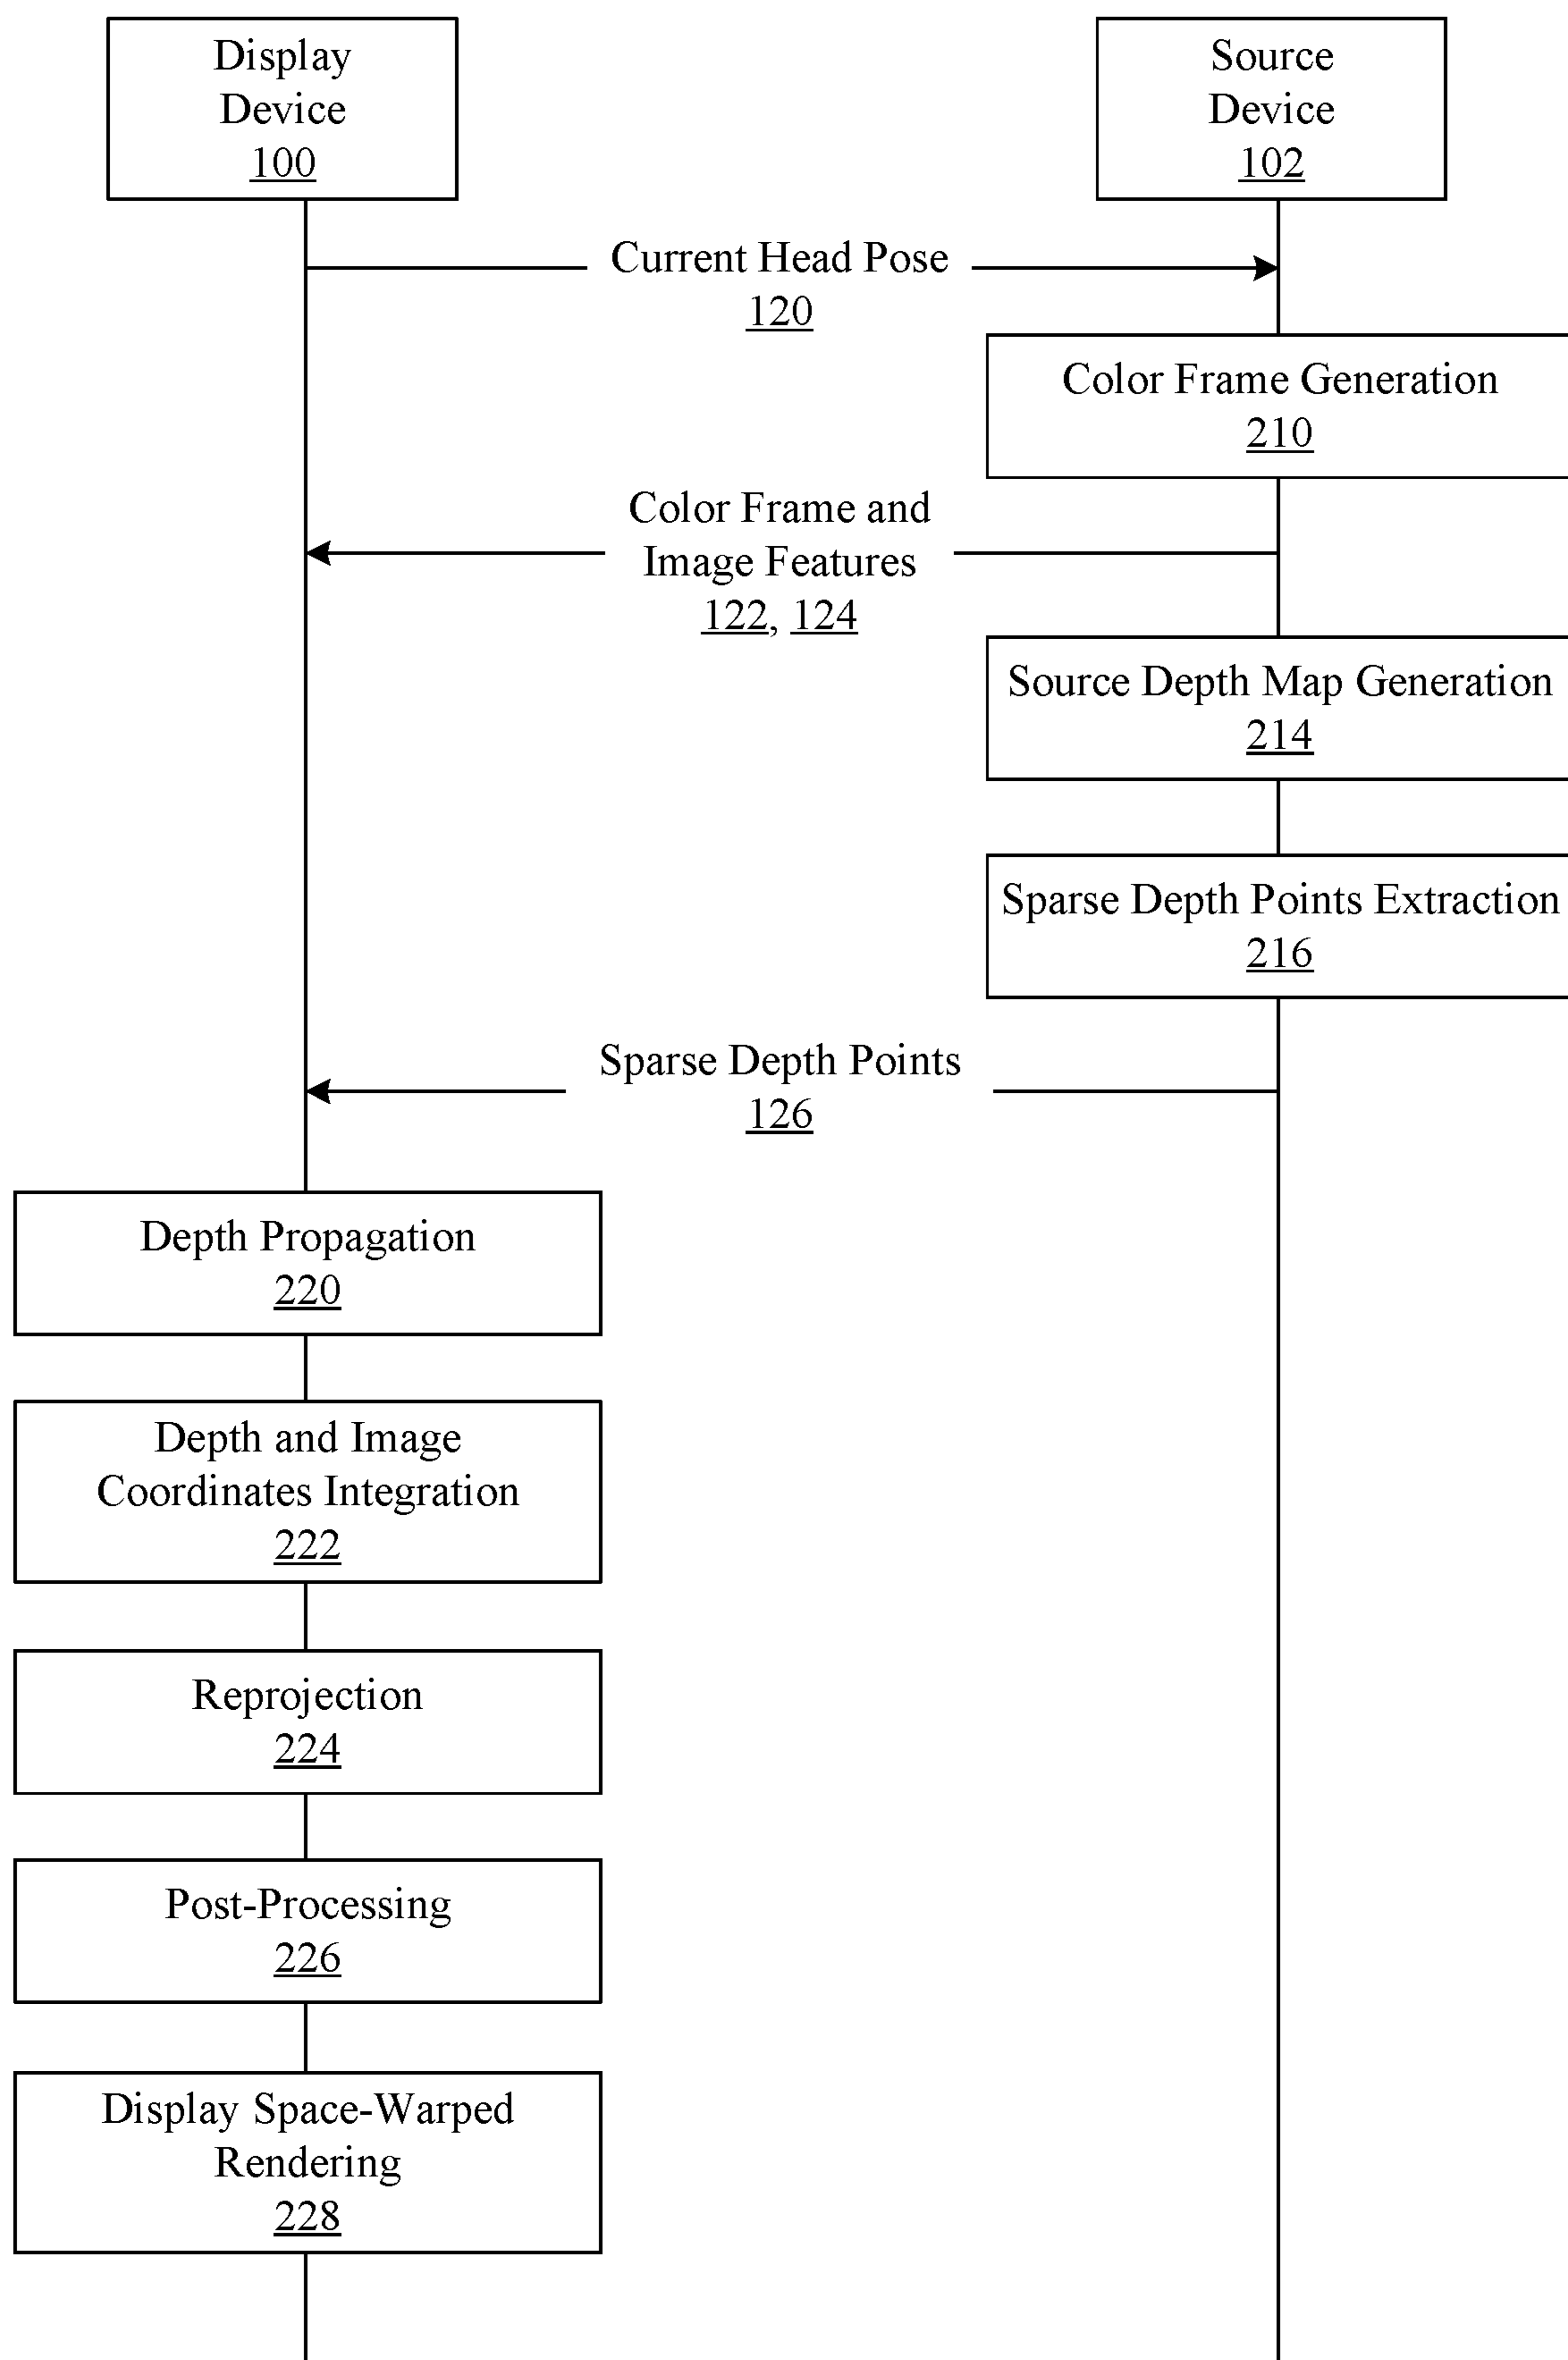 Display
Device
100
Source
Device
102
Current Head Pose
120
Color Frame Generation
210
Color Frame and
Image Features
122, 124
Source Depth Map Generation
214
Sparse Depth Points Extraction
216
Sparse Depth Points
126
Depth Propagation
220
Depth and Image
Coordinates Integration
222
Reprojection
224
Post-Processing
226
Display Space-Warped
Rendering
228